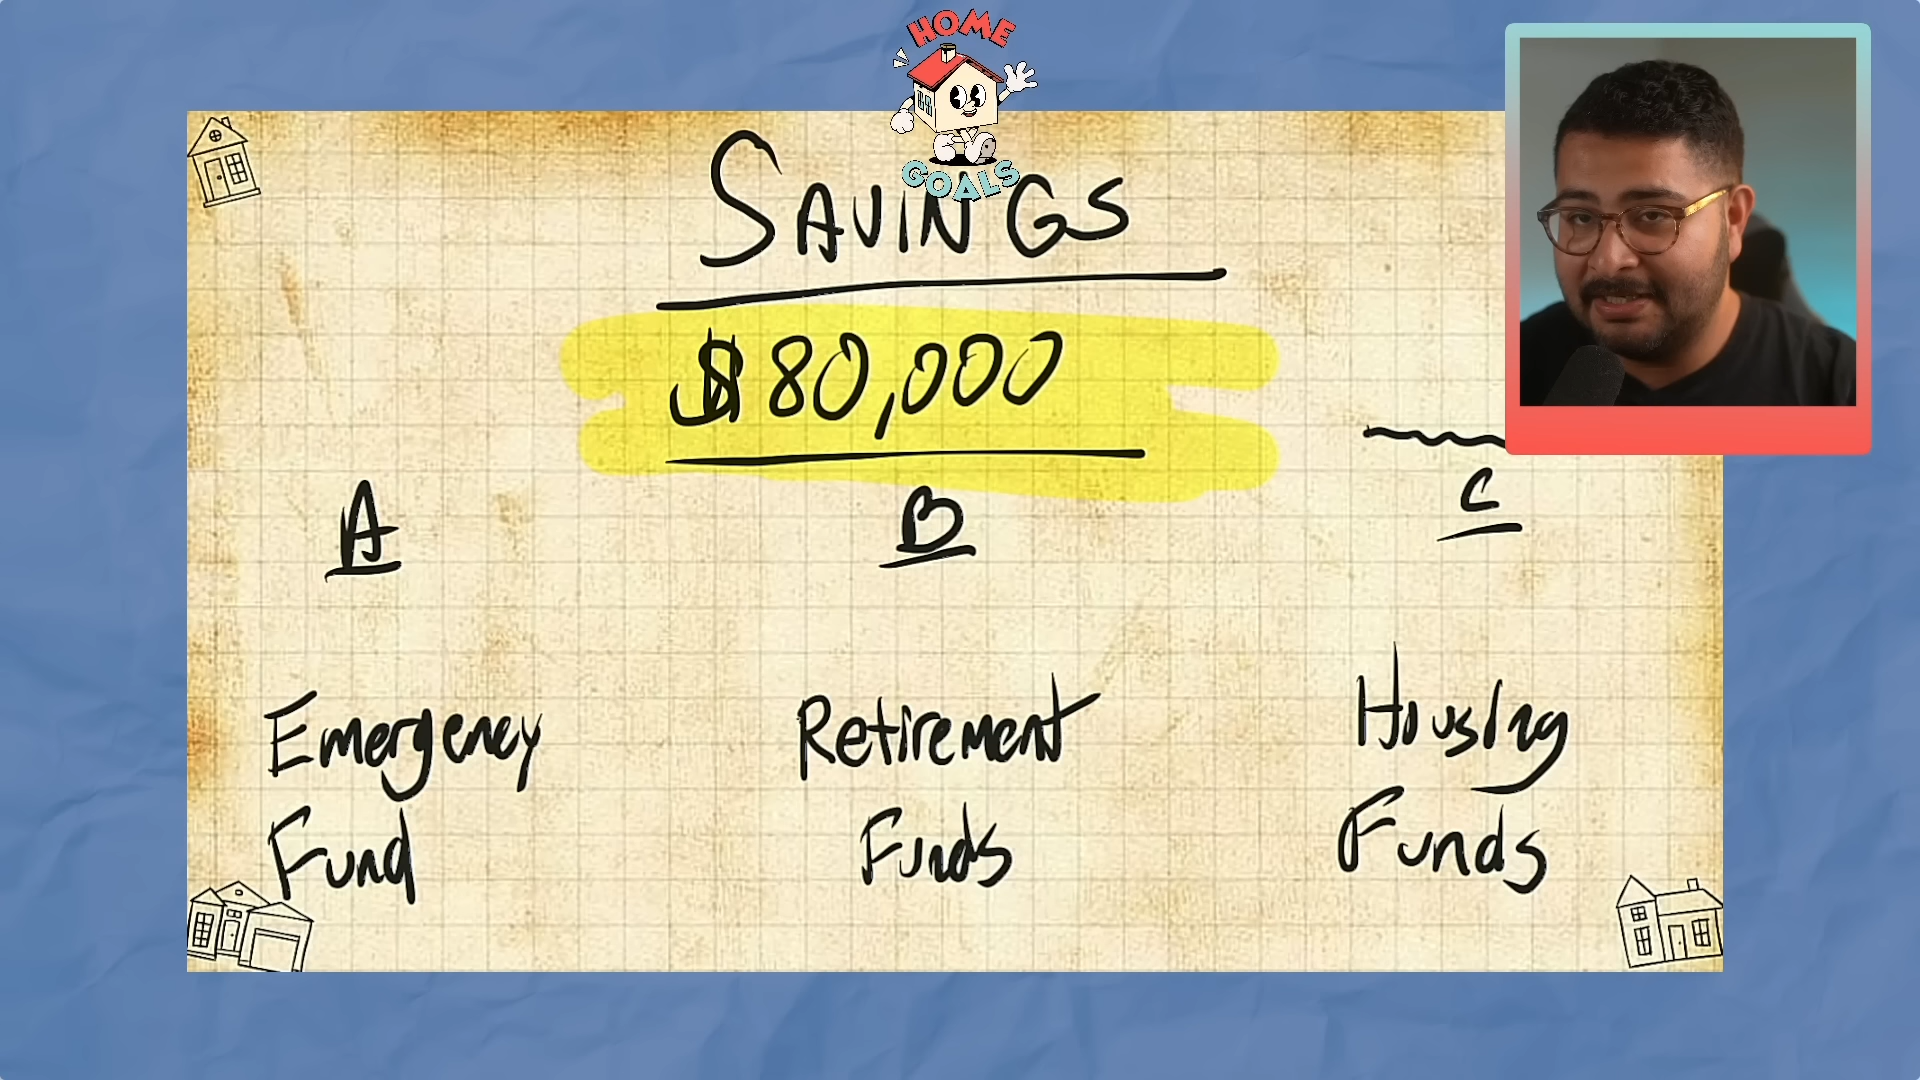 HOME
GOALS
SAVINGS
$80,000
A
B
C
Emergency
Fund
Retirement
Funds
Housing
Funds